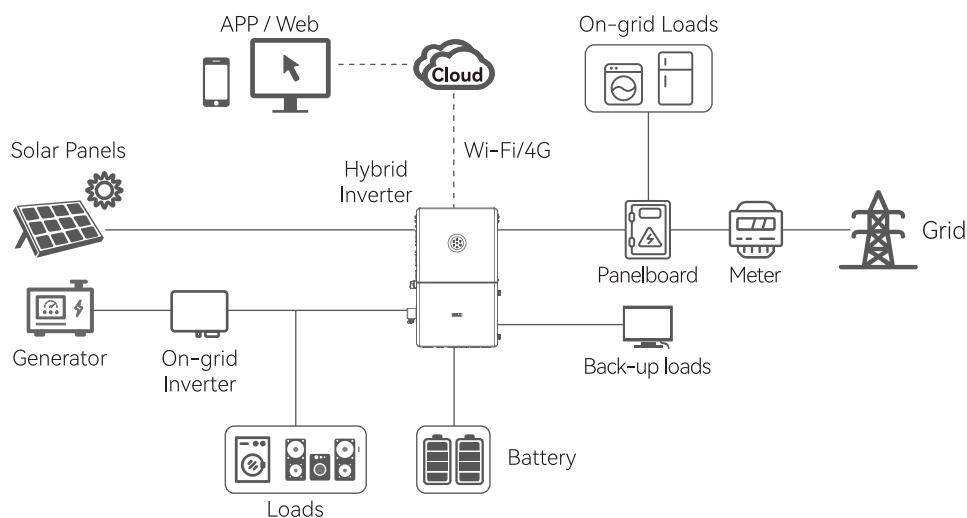 APP / Web
On-grid Loads
Cloud
Solar Panels
Hybrid
Inverter
Wi-Fi/4G
Grid
Panelboard
Meter
Generator
On-grid
Inverter
Back-up loads
Battery
Loads